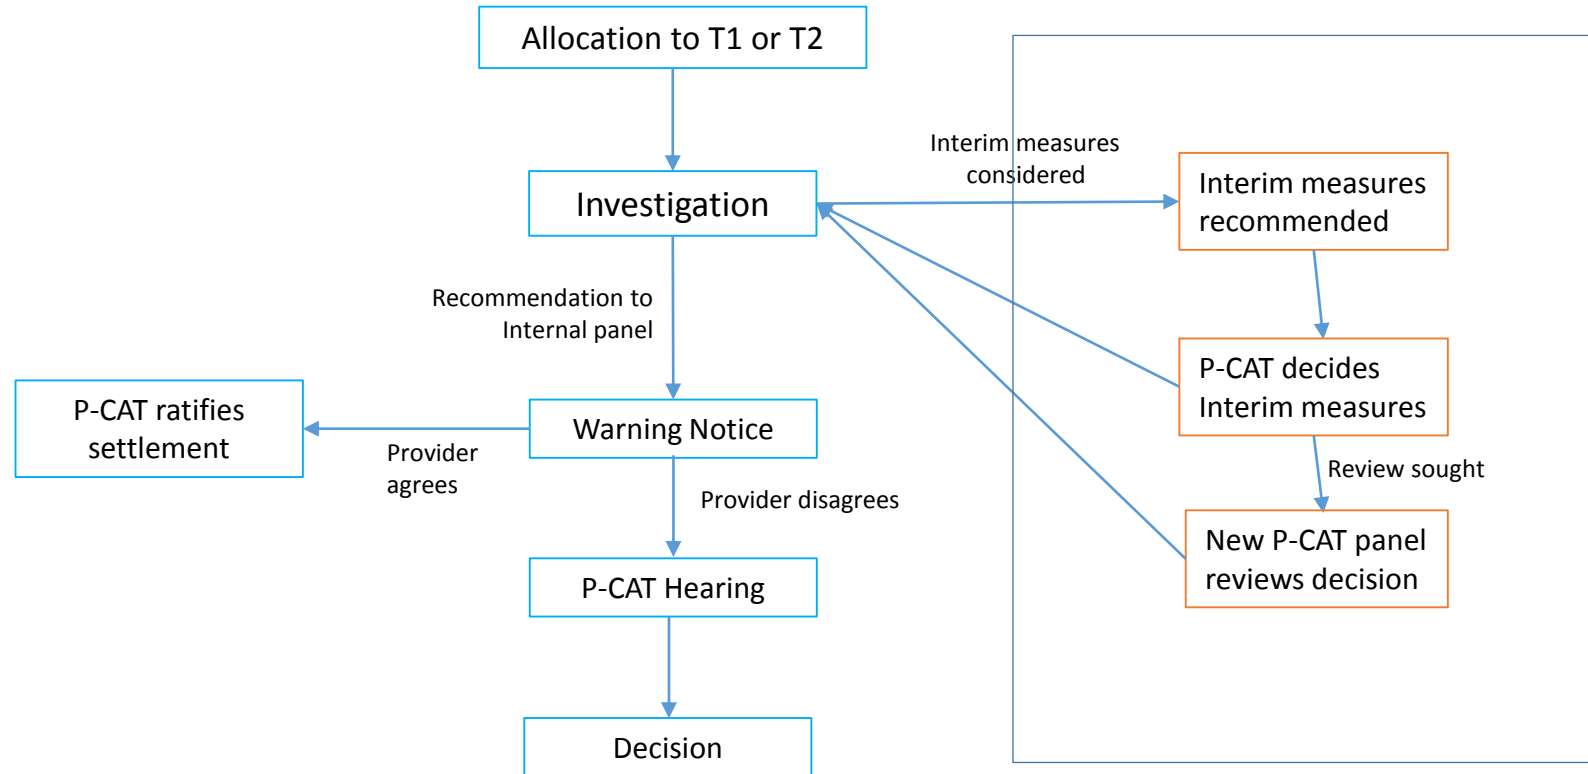 Allocation to T1 or T2
Interim measures
considered
Investigation
Interim measures
recommended
Recommendation to
Internal panel
P-CAT decides
Interim measures
P-CAT ratifies
settlement
Provider
agrees
Warning Notice
Review sought
Provider disagrees
New P-CAT panel
reviews decision
P-CAT Hearing
Decision